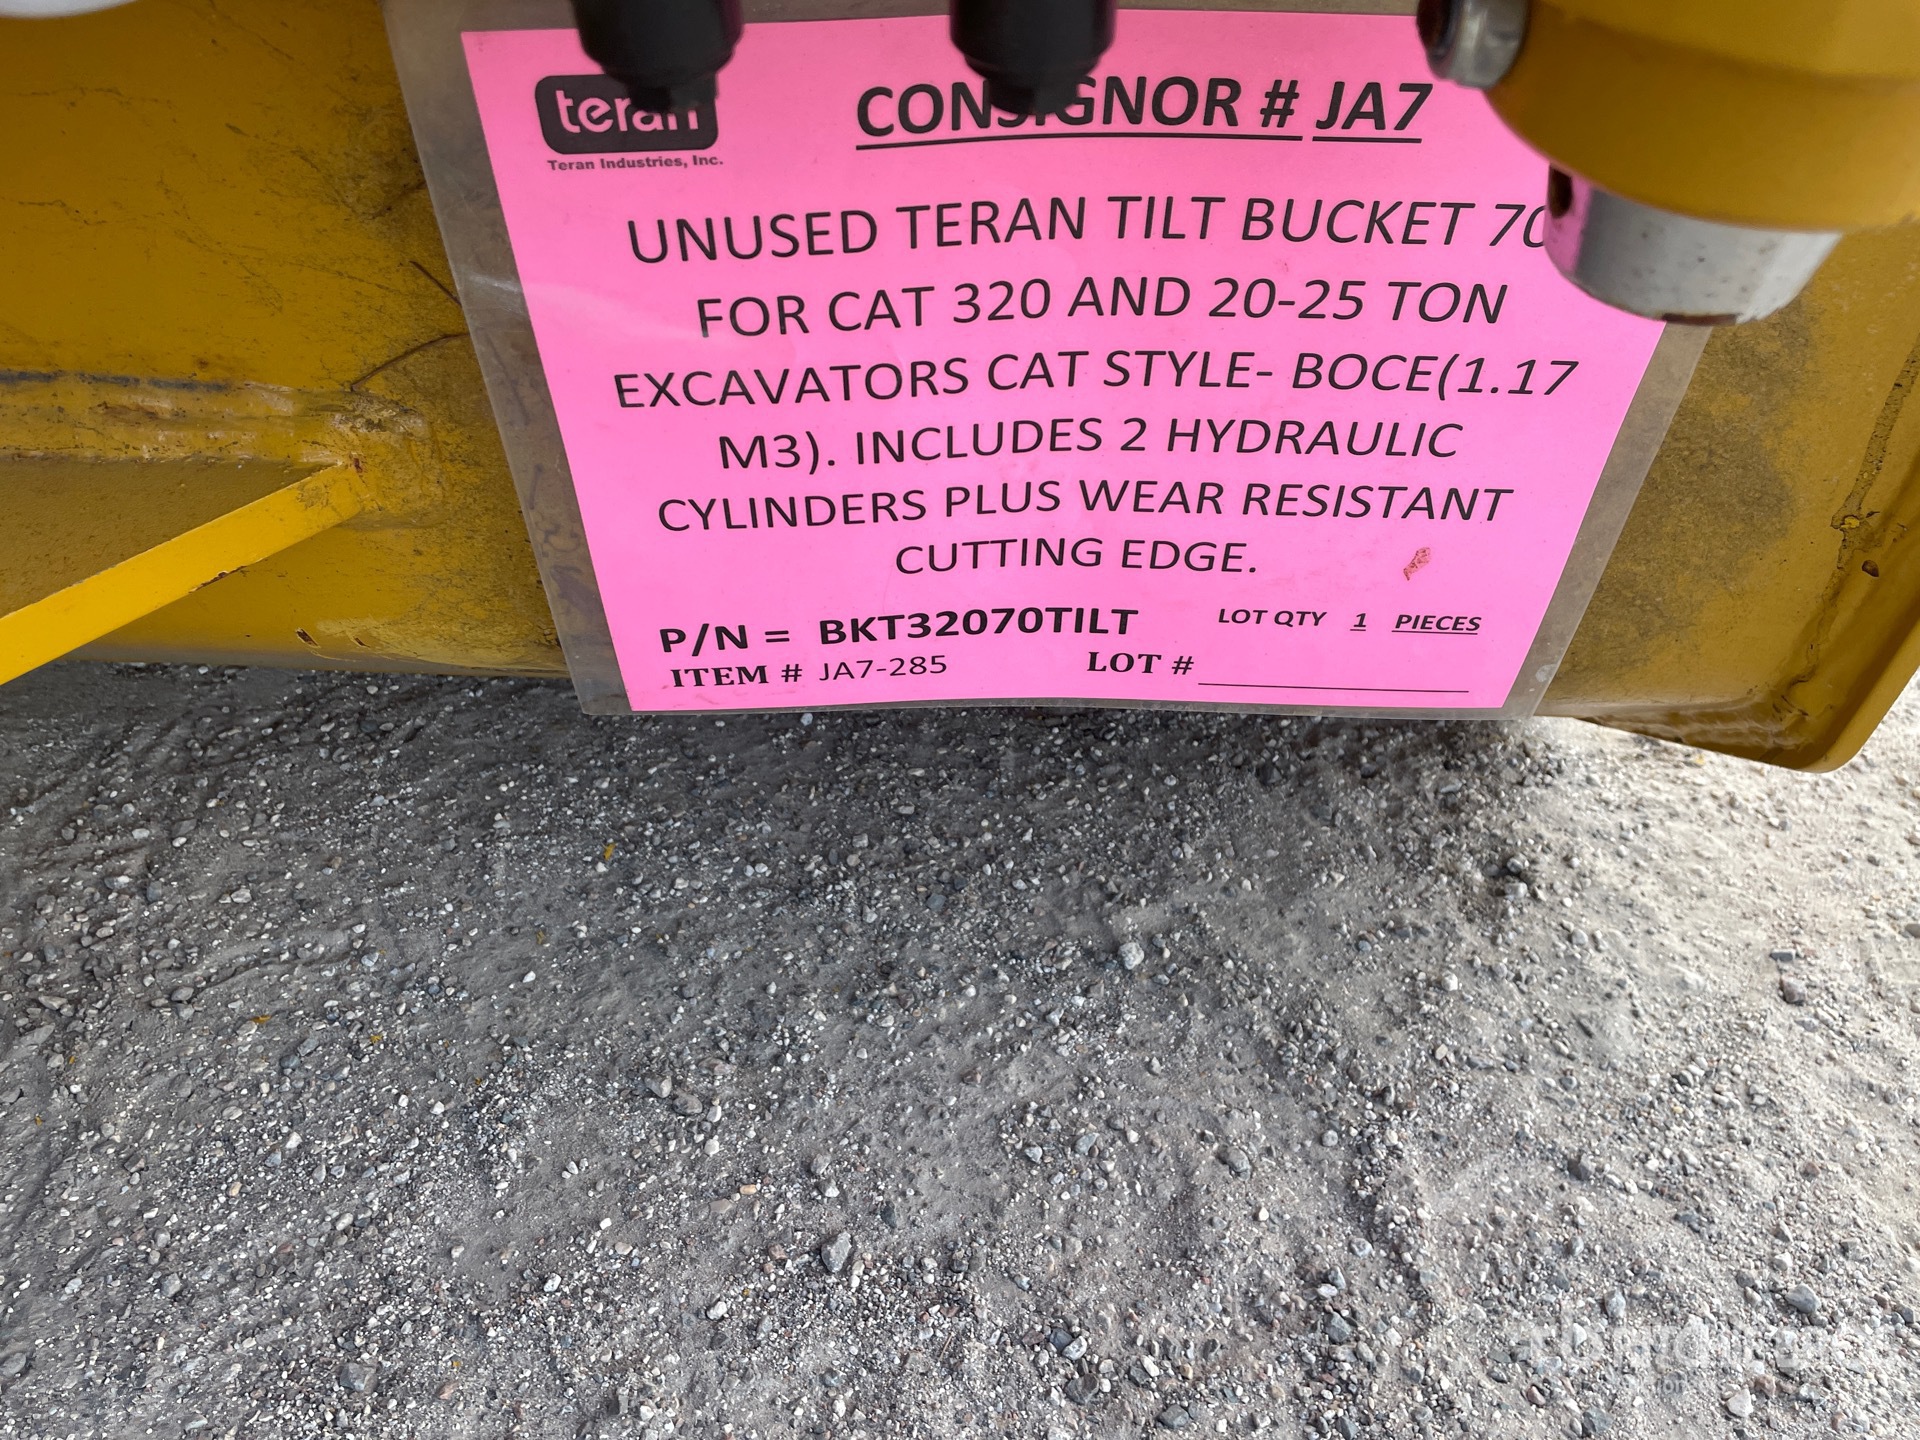 teran
Teran Industries, Inc.
CONSIGNOR # JA7
UNUSED TERAN TILT BUCKET 70
FOR CAT 320 AND 20-25 TON
EXCAVATORS CAT STYLE- BOCE(1.17
M3). INCLUDES 2 HYDRAULIC
CYLINDERS PLUS WEAR RESISTANT
CUTTING EDGE.
P/N = BKT32070TILT LOT QTY 1 PIECES
ITEM # JA7-285 LOT #